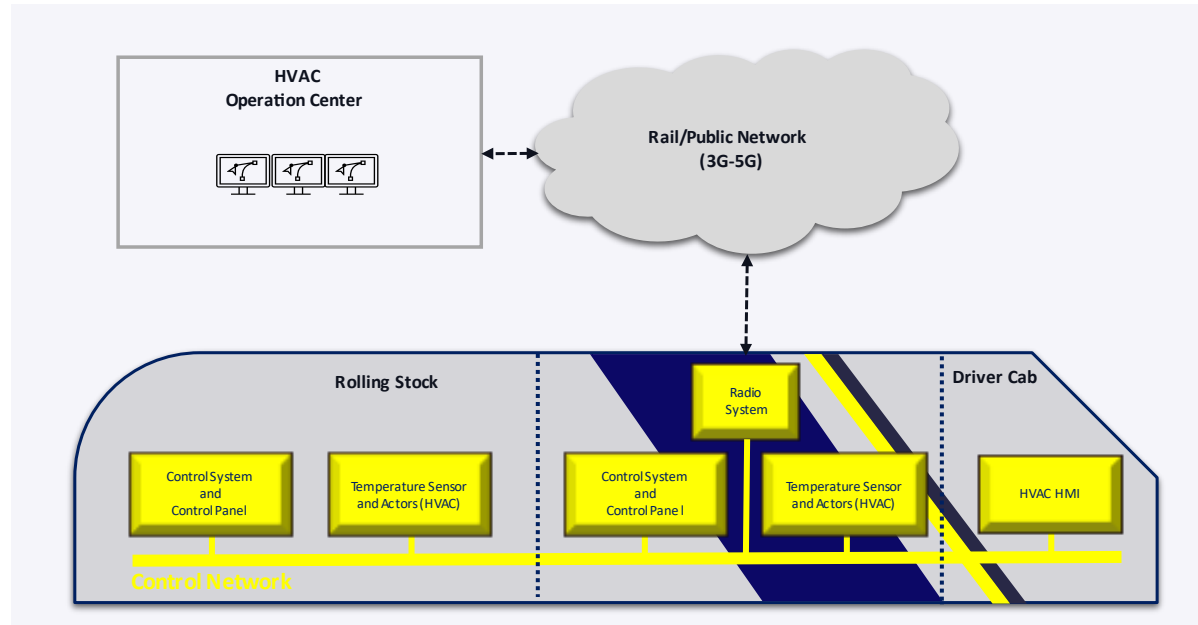 HVAC
Operation Center
Rail/Public Network
(3G-5G)
Rolling Stock
Driver Cab
Radio
System
Control System
and
Control Panel
Temperature Sensor
and Actors (HVAC)
Control System
and
Control Panel
Temperature Sensor
and Actors (HVAC)
HVAC HMI
Control Network